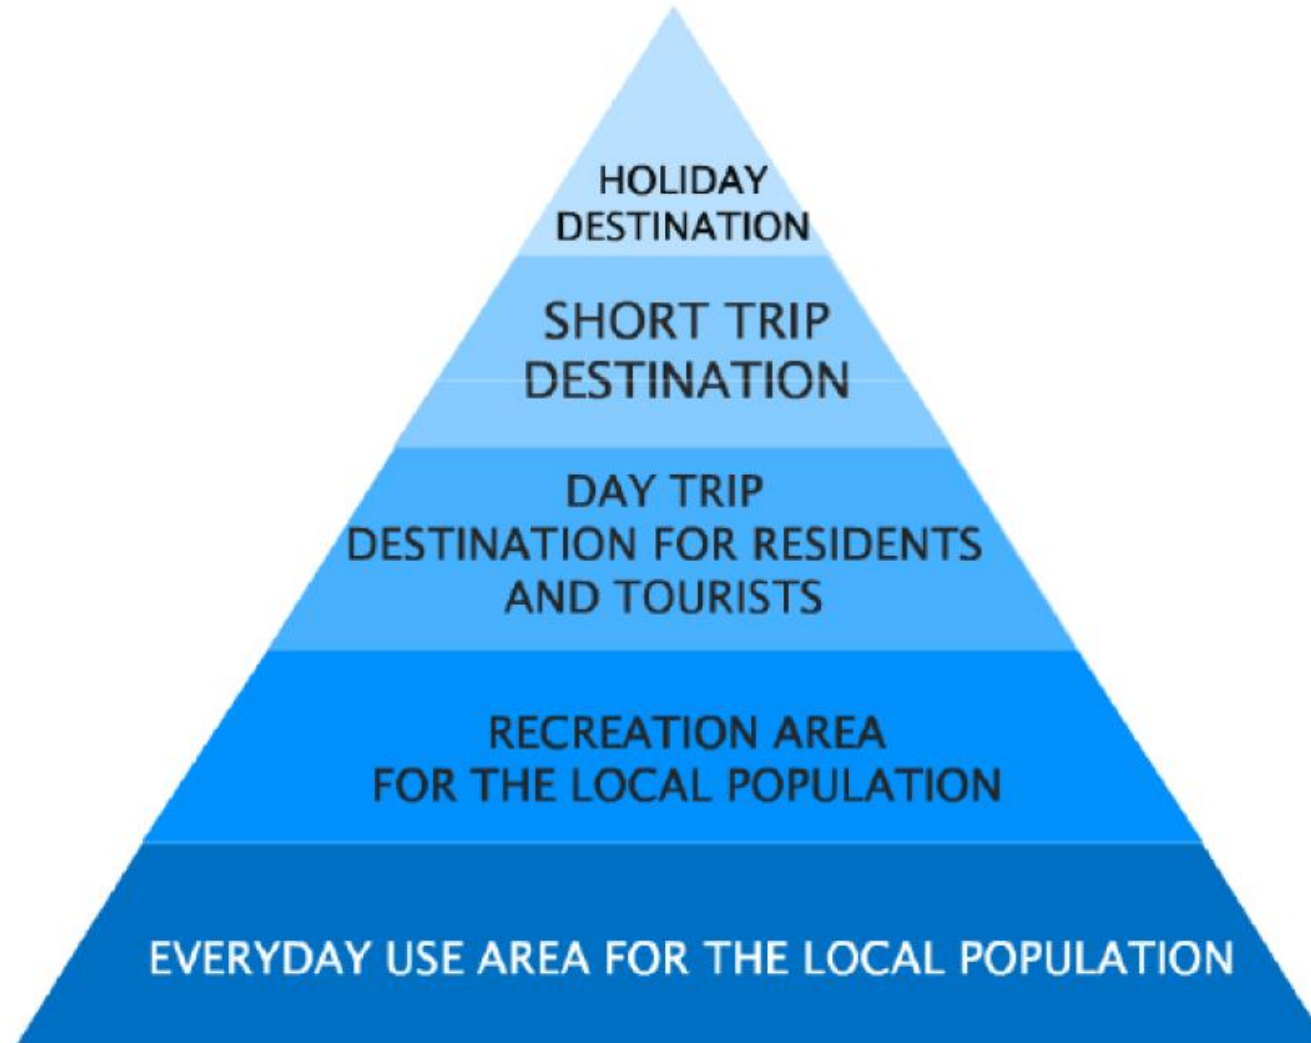 HOLIDAY
DESTINATION
SHORT TRIP
DESTINATION
DAY TRIP
DESTINATION FOR RESIDENTS
AND TOURISTS
RECREATION AREA
FOR THE LOCAL POPULATION
EVERYDAY USE AREA FOR THE LOCAL POPULATION